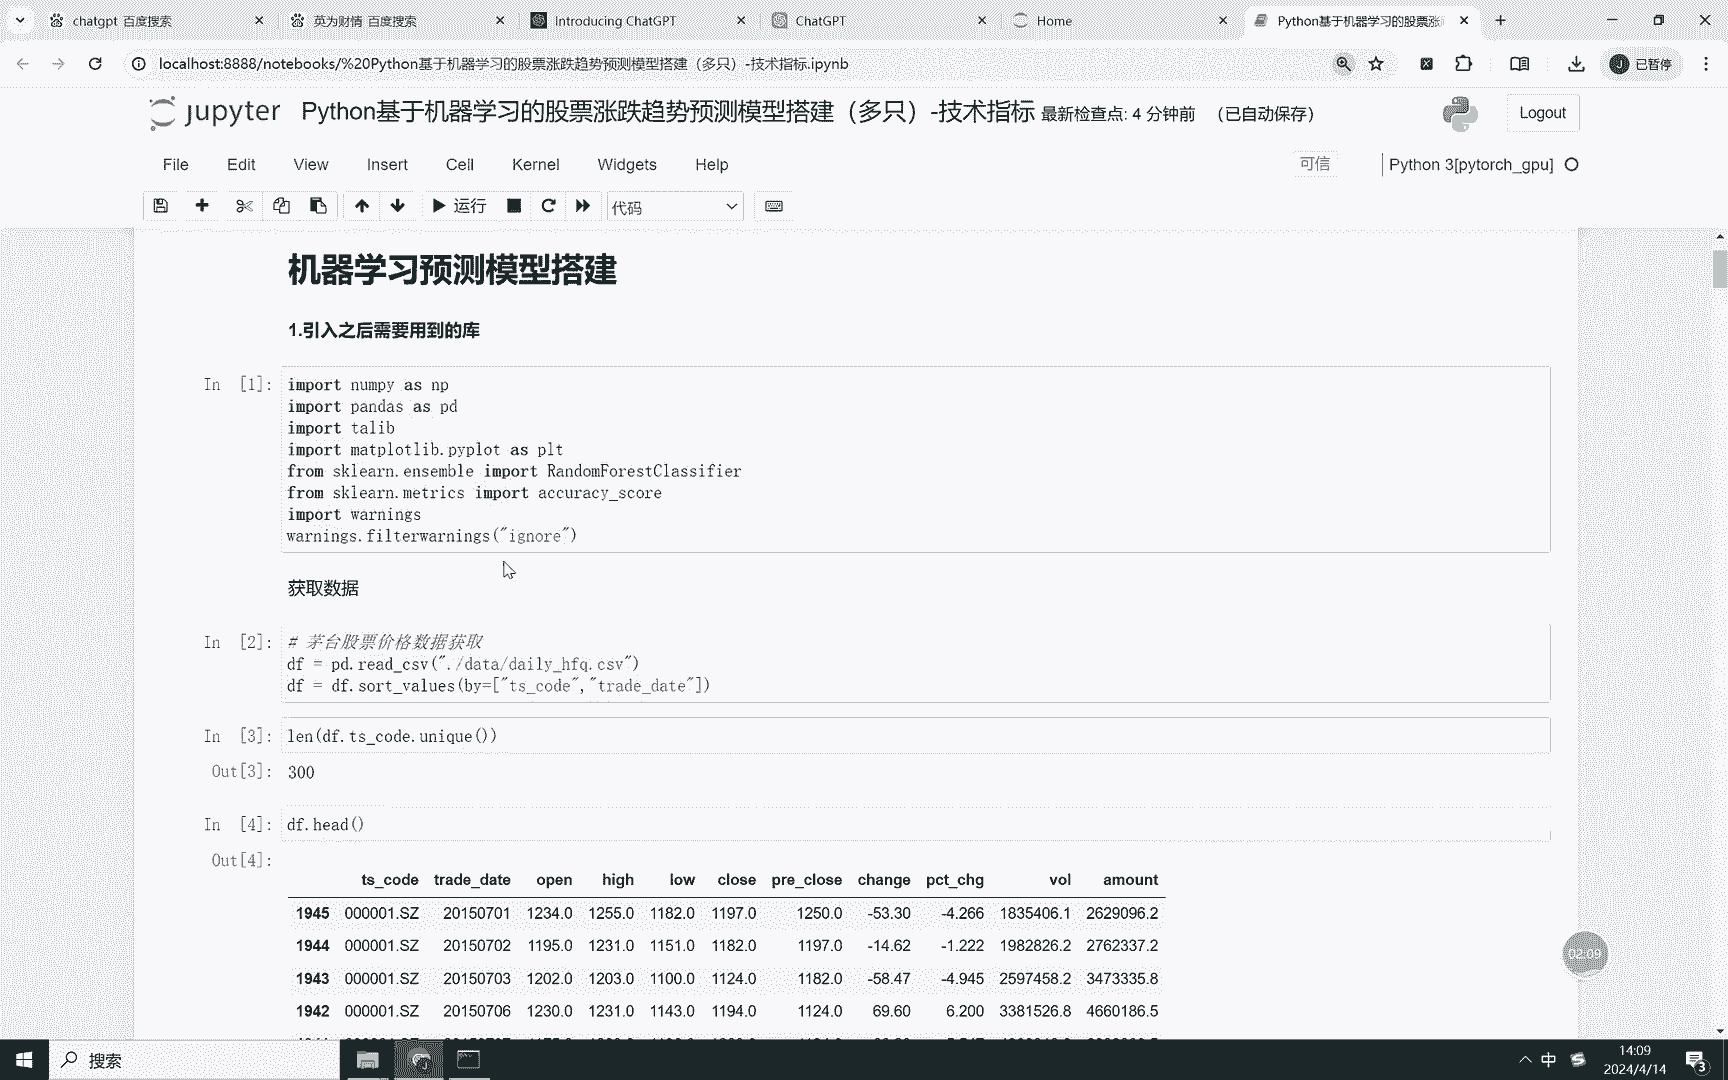 chatgpt 百度搜索
英为财情 百度搜索
Introducing ChatGPT
ChatGPT
Home
Python基于机器学习的股票涨
localhost:8888/notebooks/%20Python基于机器学习的股票涨跌趋势预测模型搭建（多只）-技术指标.ipynb
已暂停
jupyter Python基于机器学习的股票涨跌趋势预测模型搭建（多只）-技术指标 最新检查点: 4 分钟前 （已自动保存）
Logout
File Edit View Insert Cell Kernel Widgets Help
可信
Python 3[pytorch_gpu]
运行
代码
机器学习预测模型搭建
1.引入之后需要用到的库
In [1]:
import numpy as np
import pandas as pd
import talib
import matplotlib.pyplot as plt
from sklearn.ensemble import RandomForestClassifier
from sklearn.metrics import accuracy_score
import warnings
warnings.filterwarnings("ignore")
获取数据
In [2]:
# 茅台股票价格数据获取
df = pd.read_csv("./data/daily_hfq.csv")
df = df.sort_values(by=["ts_code","trade_date"])
In [3]: len(df.ts_code.unique())
Out[3]: 300
In [4]: df.head()
Out[4]:
ts_code trade_date open high low close pre_close change pct_chg vol amount
1945 000001.SZ 20150701 1234.0 1255.0 1182.0 1197.0 1250.0 -53.30 -4.266 1835406.1 2629096.2
1944 000001.SZ 20150702 1195.0 1231.0 1151.0 1182.0 1197.0 -14.62 -1.222 1982826.2 2762337.2
1943 000001.SZ 20150703 1202.0 1203.0 1100.0 1124.0 1182.0 -58.47 -4.945 2597458.2 3473335.8
1942 000001.SZ 20150706 1230.0 1231.0 1143.0 1194.0 1124.0 69.60 6.200 3381526.8 4660186.5
02:09
搜索
中
14:09
2024/4/14
3